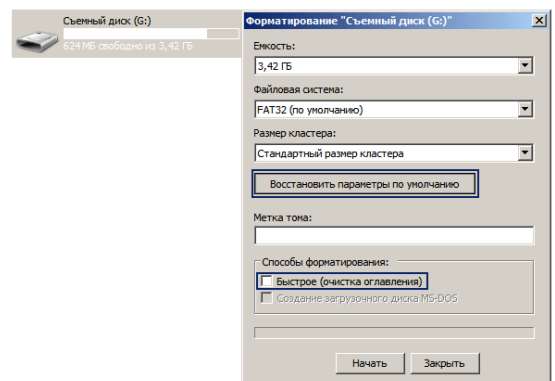 Съемный диск (G:)
624 МБ свободно из 3,42 ГБ
Форматирование "Съемный диск (G:)"
Емкость:
3,42 ГБ
Файловая система:
FAT32 (по умолчанию)
Размер кластера:
Стандартный размер кластера
Восстановить параметры по умолчанию
Метка тома:
Способы форматирования:
Быстрое (очистка оглавления)
Создание загрузочного диска MS-DOS
Начать
Закрыть